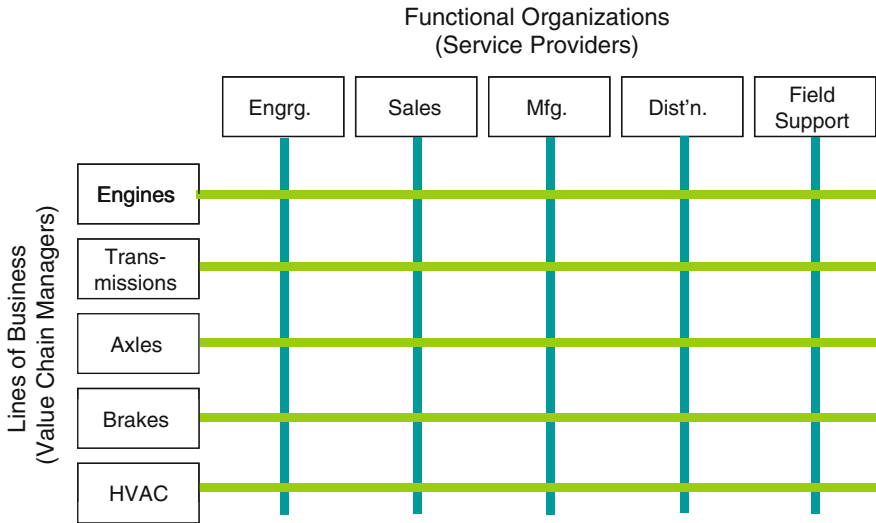 Functional Organizations
(Service Providers)
Engrg.
Sales
Mfg.
Dist'n.
Field
Support
Lines of Business
(Value Chain Managers)
Engines
Trans-
missions
Axles
Brakes
HVAC